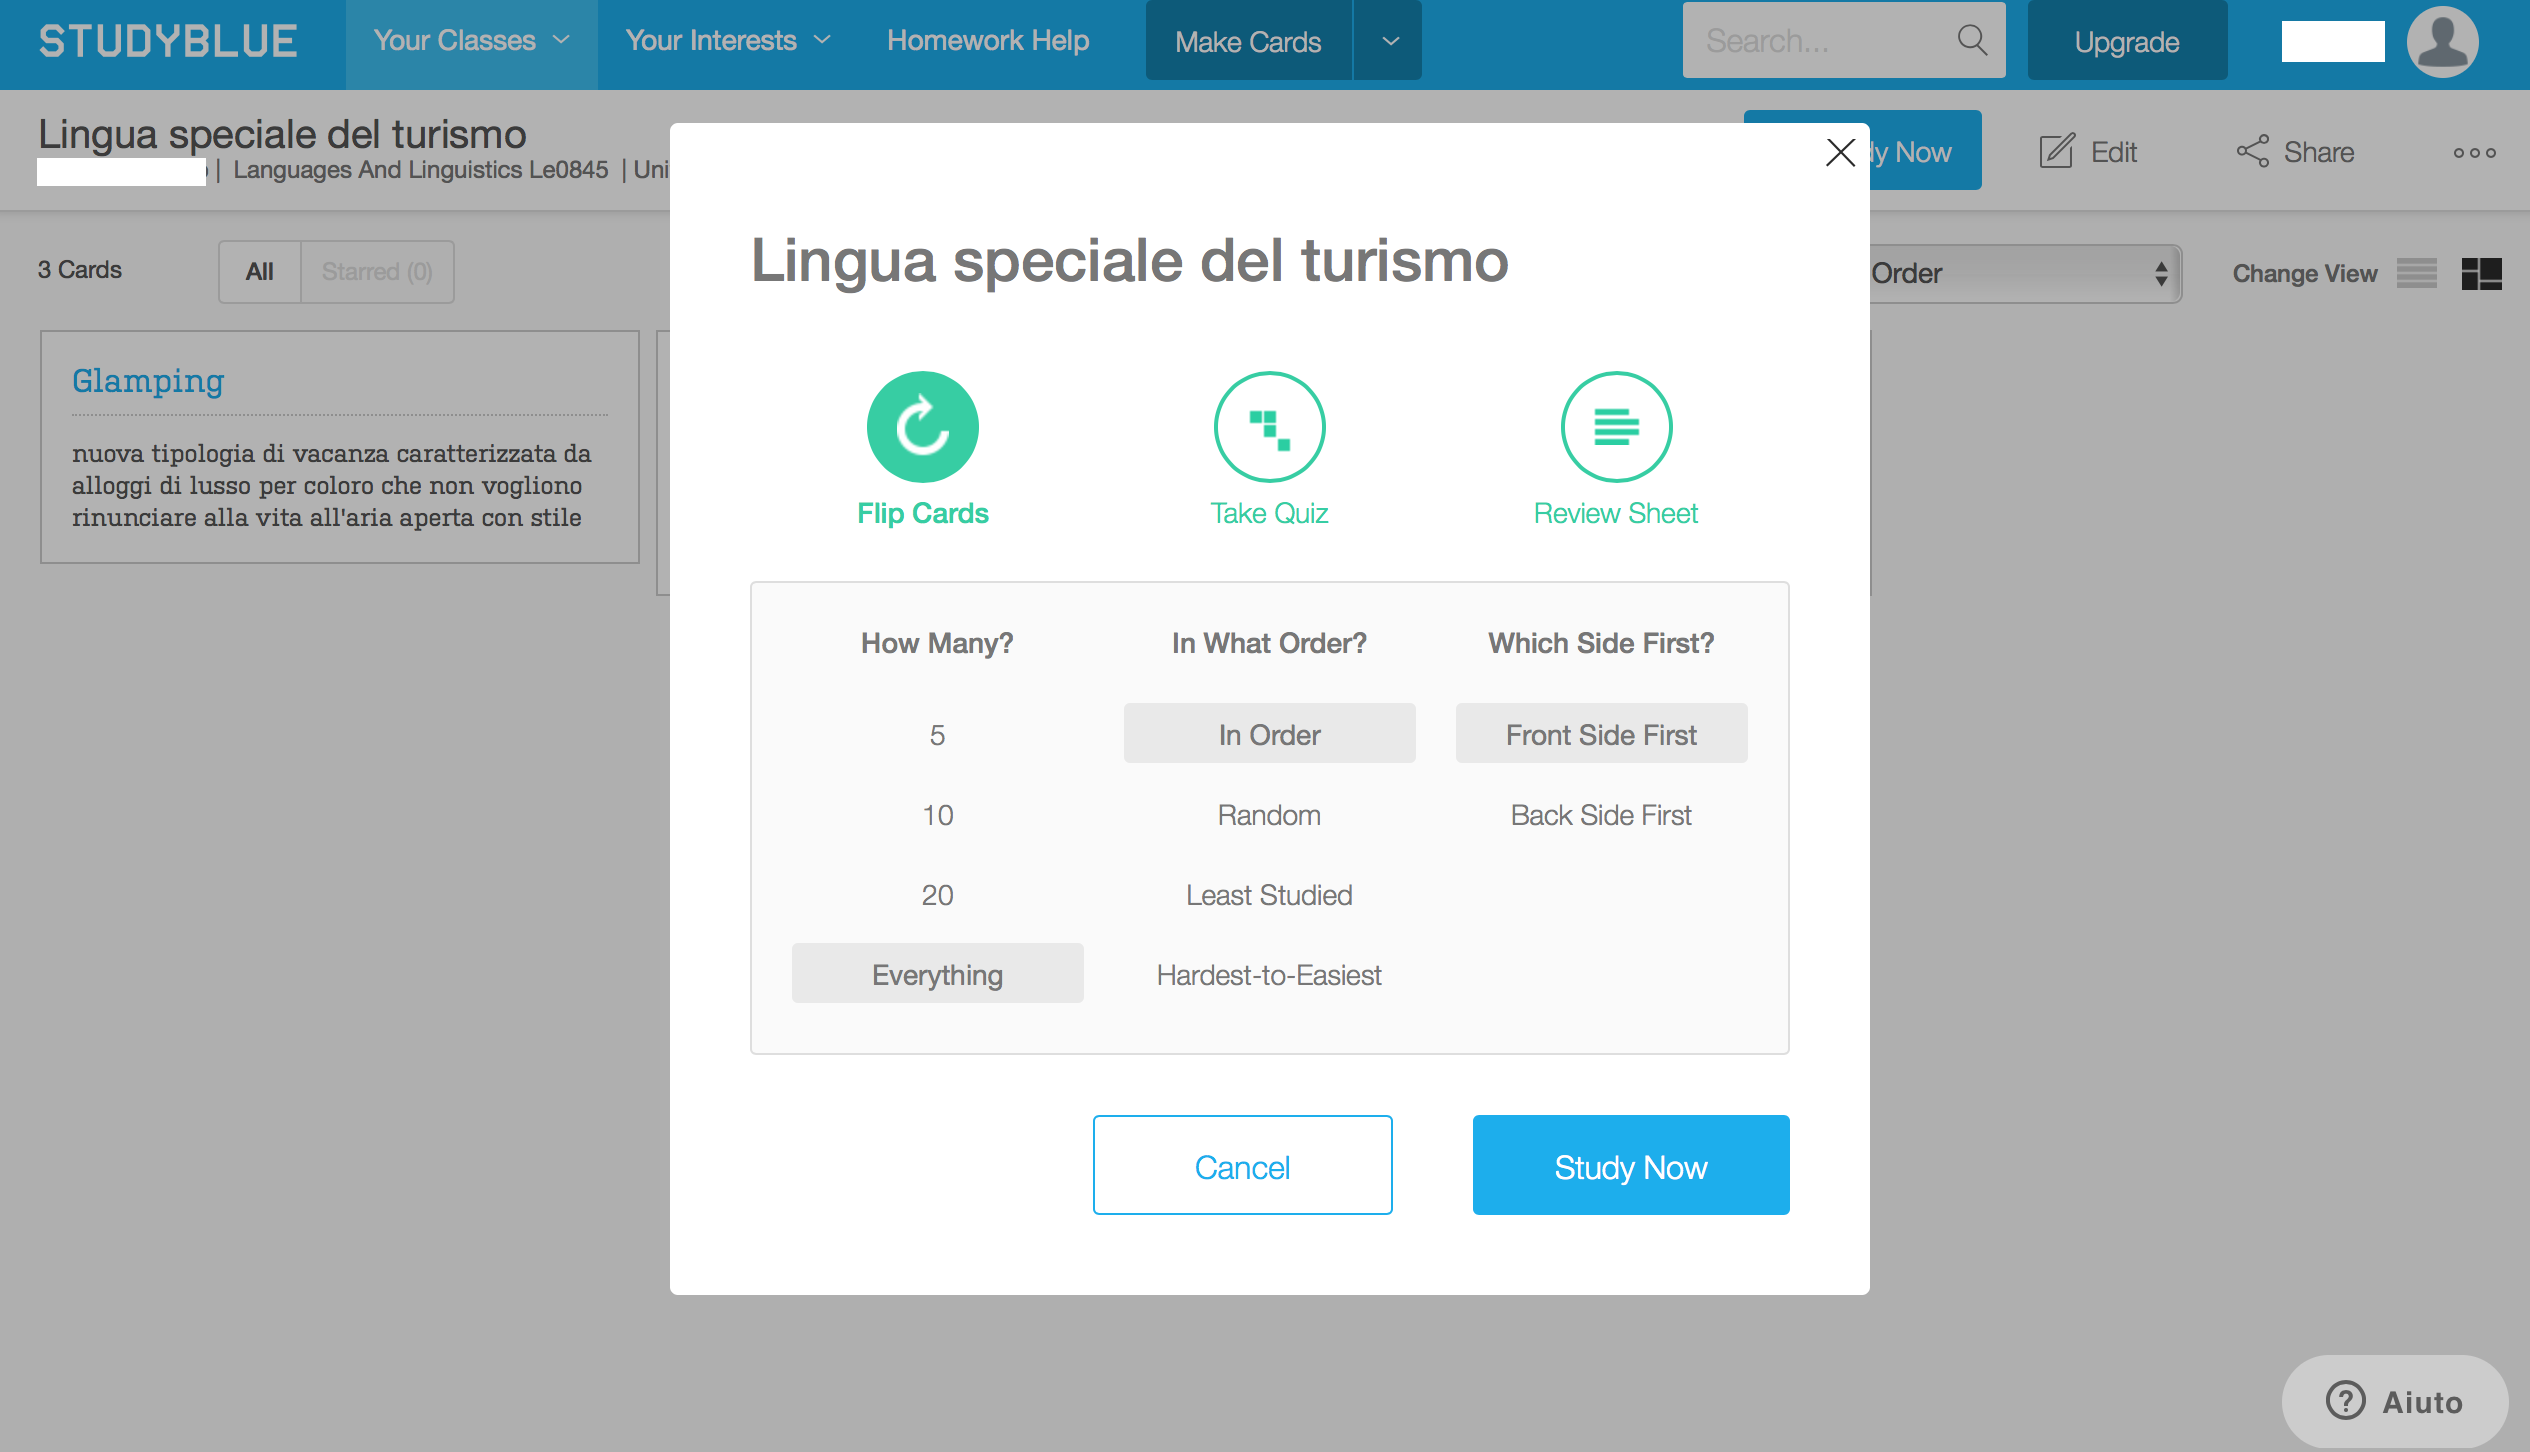 STUDYBLUE
Your Classes
Your Interests
Homework Help
Make Cards
Search...
Upgrade
Lingua speciale del turismo
| Languages And Linguistics Le0845 | Uni
Now
Edit
Share
3 Cards
All
Starred (0)
Order
Change View
Glamping
nuova tipologia di vacanza caratterizzata da
alloggi di lusso per coloro che non vogliono
rinunciare alla vita all'aria aperta con stile
Lingua speciale del turismo
Flip Cards
Take Quiz
Review Sheet
How Many?
In What Order?
Which Side First?
5
In Order
Front Side First
10
Random
Back Side First
20
Least Studied
Everything
Hardest-to-Easiest
Cancel
Study Now
? Aiuto